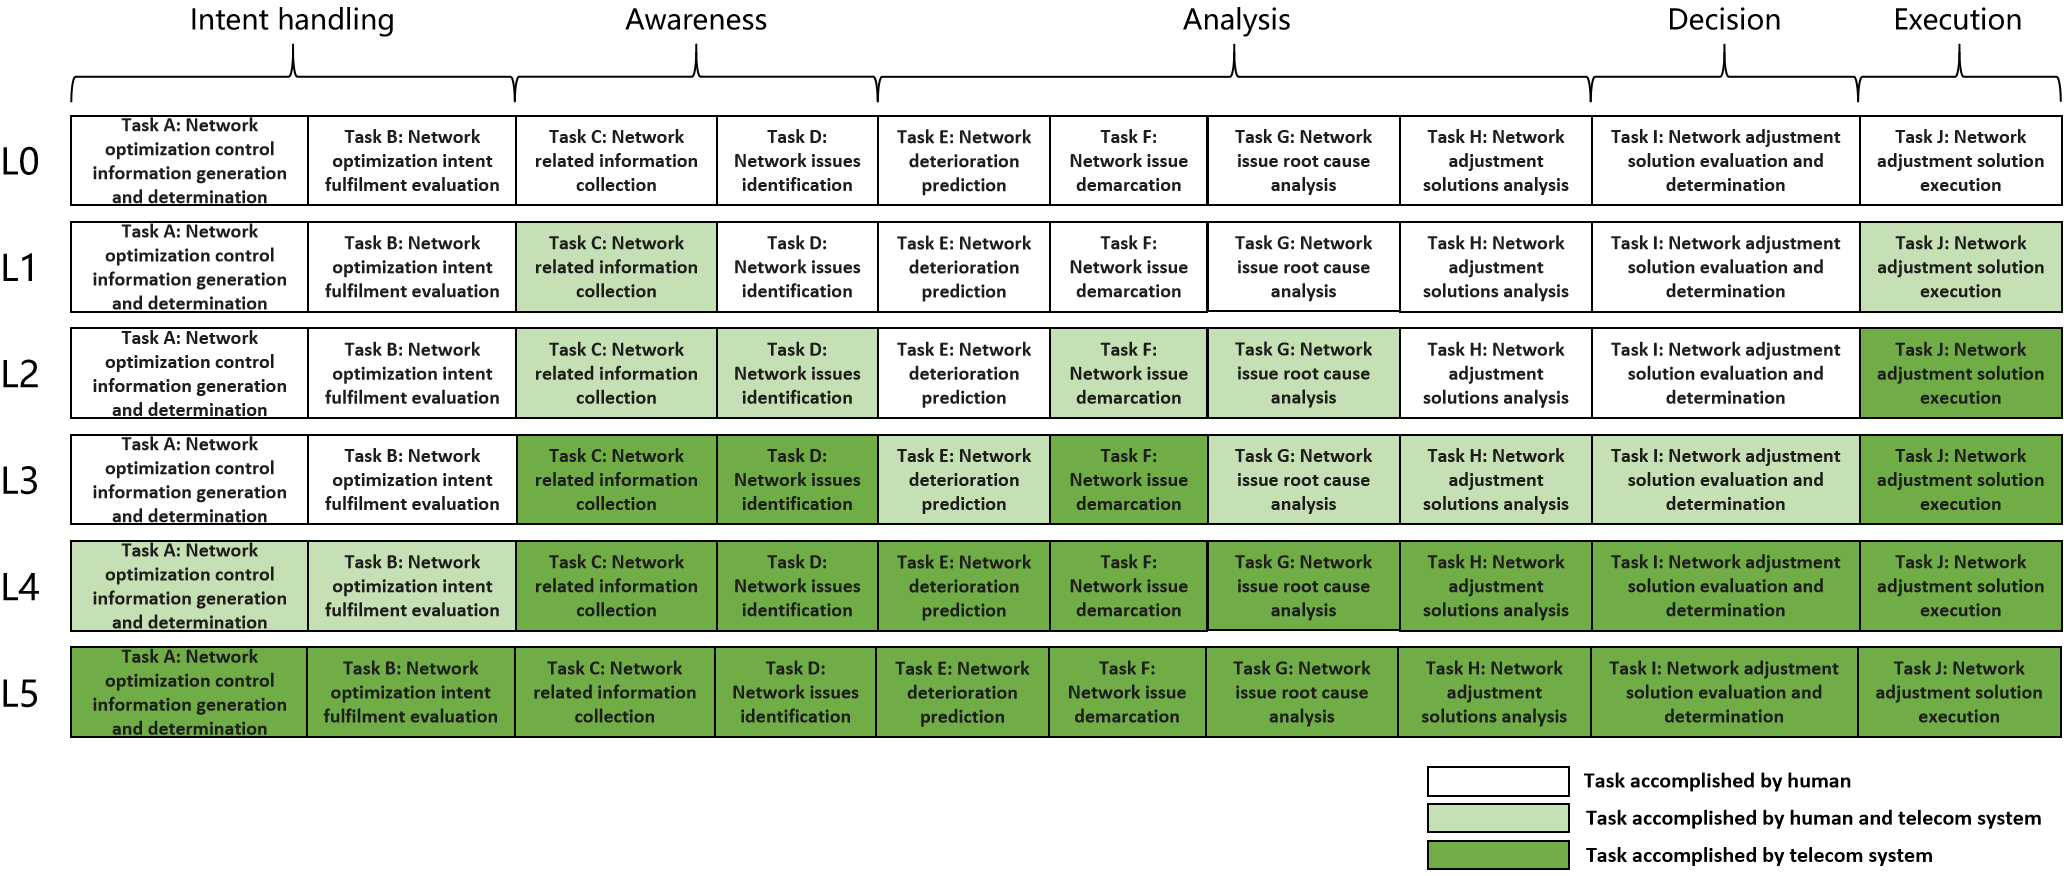 Intent handling
Awareness
Analysis
Decision
Execution
L0
Task A: Network
optimization control
information generation
and determination
Task B: Network
optimization intent
fulfilment evaluation
Task C: Network
related information
collection
Task D:
Network issues
identification
Task E: Network
deterioration
prediction
Task F:
Network issue
demarcation
Task G: Network
issue root cause
analysis
Task H: Network
adjustment
solutions analysis
Task I: Network adjustment
solution evaluation and
determination
Task J: Network
adjustment solution
execution
L1
Task A: Network
optimization control
information generation
and determination
Task B: Network
optimization intent
fulfilment evaluation
Task C: Network
related information
collection
Task D:
Network issues
identification
Task E: Network
deterioration
prediction
Task F:
Network issue
demarcation
Task G: Network
issue root cause
analysis
Task H: Network
adjustment
solutions analysis
Task I: Network adjustment
solution evaluation and
determination
Task J: Network
adjustment solution
execution
L2
Task A: Network
optimization control
information generation
and determination
Task B: Network
optimization intent
fulfilment evaluation
Task C: Network
related information
collection
Task D:
Network issues
identification
Task E: Network
deterioration
prediction
Task F:
Network issue
demarcation
Task G: Network
issue root cause
analysis
Task H: Network
adjustment
solutions analysis
Task I: Network adjustment
solution evaluation and
determination
Task J: Network
adjustment solution
execution
L3
Task A: Network
optimization control
information generation
and determination
Task B: Network
optimization intent
fulfilment evaluation
Task C: Network
related information
collection
Task D:
Network issues
identification
Task E: Network
deterioration
prediction
Task F:
Network issue
demarcation
Task G: Network
issue root cause
analysis
Task H: Network
adjustment
solutions analysis
Task I: Network adjustment
solution evaluation and
determination
Task J: Network
adjustment solution
execution
L4
Task A: Network
optimization control
information generation
and determination
Task B: Network
optimization intent
fulfilment evaluation
Task C: Network
related information
collection
Task D:
Network issues
identification
Task E: Network
deterioration
prediction
Task F:
Network issue
demarcation
Task G: Network
issue root cause
analysis
Task H: Network
adjustment
solutions analysis
Task I: Network adjustment
solution evaluation and
determination
Task J: Network
adjustment solution
execution
L5
Task A: Network
optimization control
information generation
and determination
Task B: Network
optimization intent
fulfilment evaluation
Task C: Network
related information
collection
Task D:
Network issues
identification
Task E: Network
deterioration
prediction
Task F:
Network issue
demarcation
Task G: Network
issue root cause
analysis
Task H: Network
adjustment
solutions analysis
Task I: Network adjustment
solution evaluation and
determination
Task J: Network
adjustment solution
execution
Task accomplished by human
Task accomplished by human and telecom system
Task accomplished by telecom system